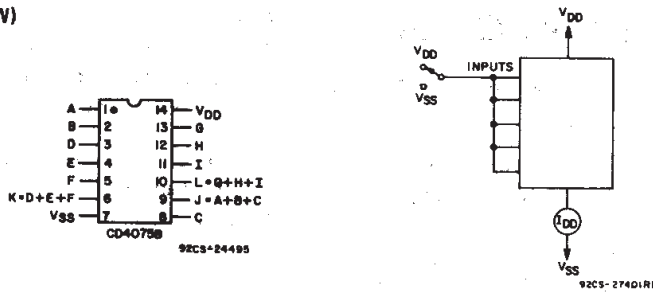 W)
A 1 14 VDD
B 2 13 G
D 3 12 H
E 4 11 I
F 5 10 L=G+H+I
K=D+E+F 6 9 J=A+B+C
VSS 7 8 C
CD4075B
92CS-24495
VDD
VDD
INPUTS
VSS
IDD
VSS
92CS-27401R1